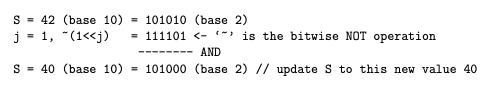 S = 42 (base 10) = 101010 (base 2)
j = 1, ~(1<<j) = 111101 <- ‘~’ is the bitwise NOT operation
-------- AND
S = 40 (base 10) = 101000 (base 2) // update S to this new value 40